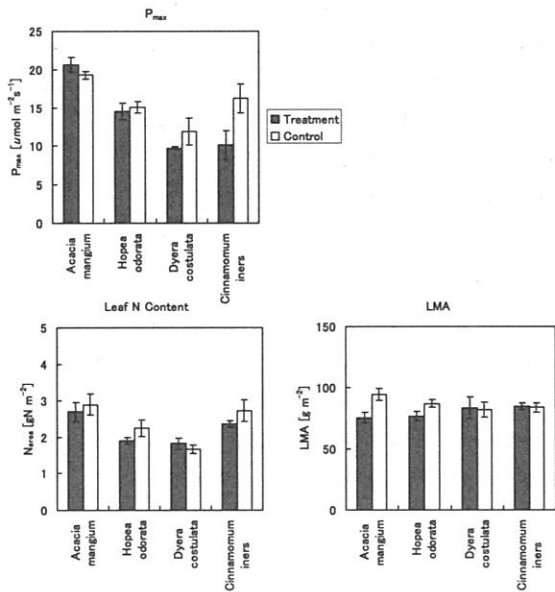 Pmax
25
20
15
10
5
0
Pmax [umol m⁻²s⁻¹]
Acacia
mangium
Hopea
odorata
Dyera
costulata
Cinnamomum
iners
Treatment
Control
Leaf N Content
5
4
3
2
1
0
Narea [gN m⁻²]
Acacia
mangium
Hopea
odorata
Dyera
costulata
Cinnamomum
iners
LMA
150
100
50
0
LMA [g m⁻²]
Acacia
mangium
Hopea
odorata
Dyera
costulata
Cinnamomum
iners